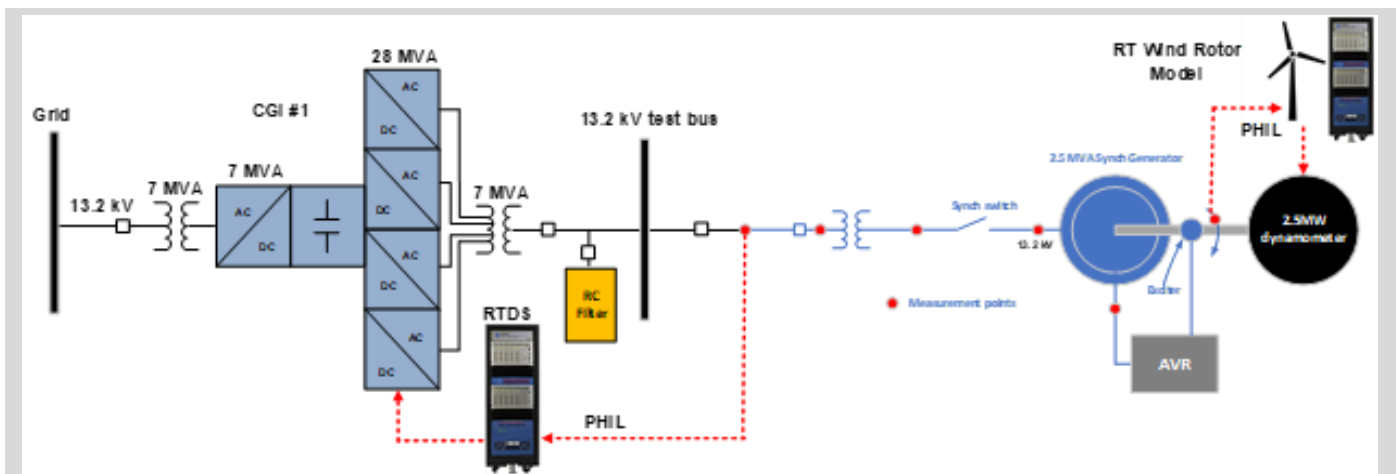 28 MVA
RT Wind Rotor
Model
AC
DC
CGI #1
Grid
13.2 kV test bus
PHIL
AC
DC
2.5 MVA Synch Generator
7 MVA
7 MVA
7 MVA
13.2 kV
AC
DC
Synch switch
2.5MW
dynamometer
AC
DC
13.2 kV
Exciter
RC
Filter
Measurement points
RTDS
AC
DC
AVR
PHIL